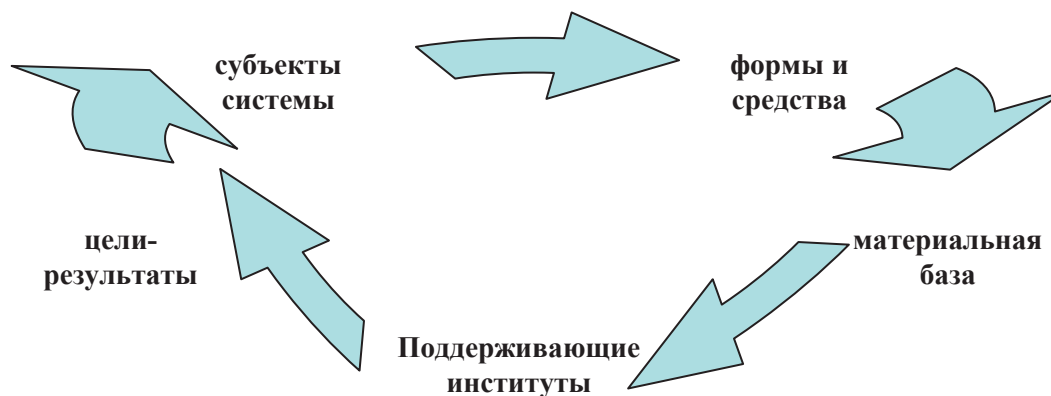 субъекты
системы
формы и
средства
цели-
результаты
материальная
база
Поддерживающие
институты